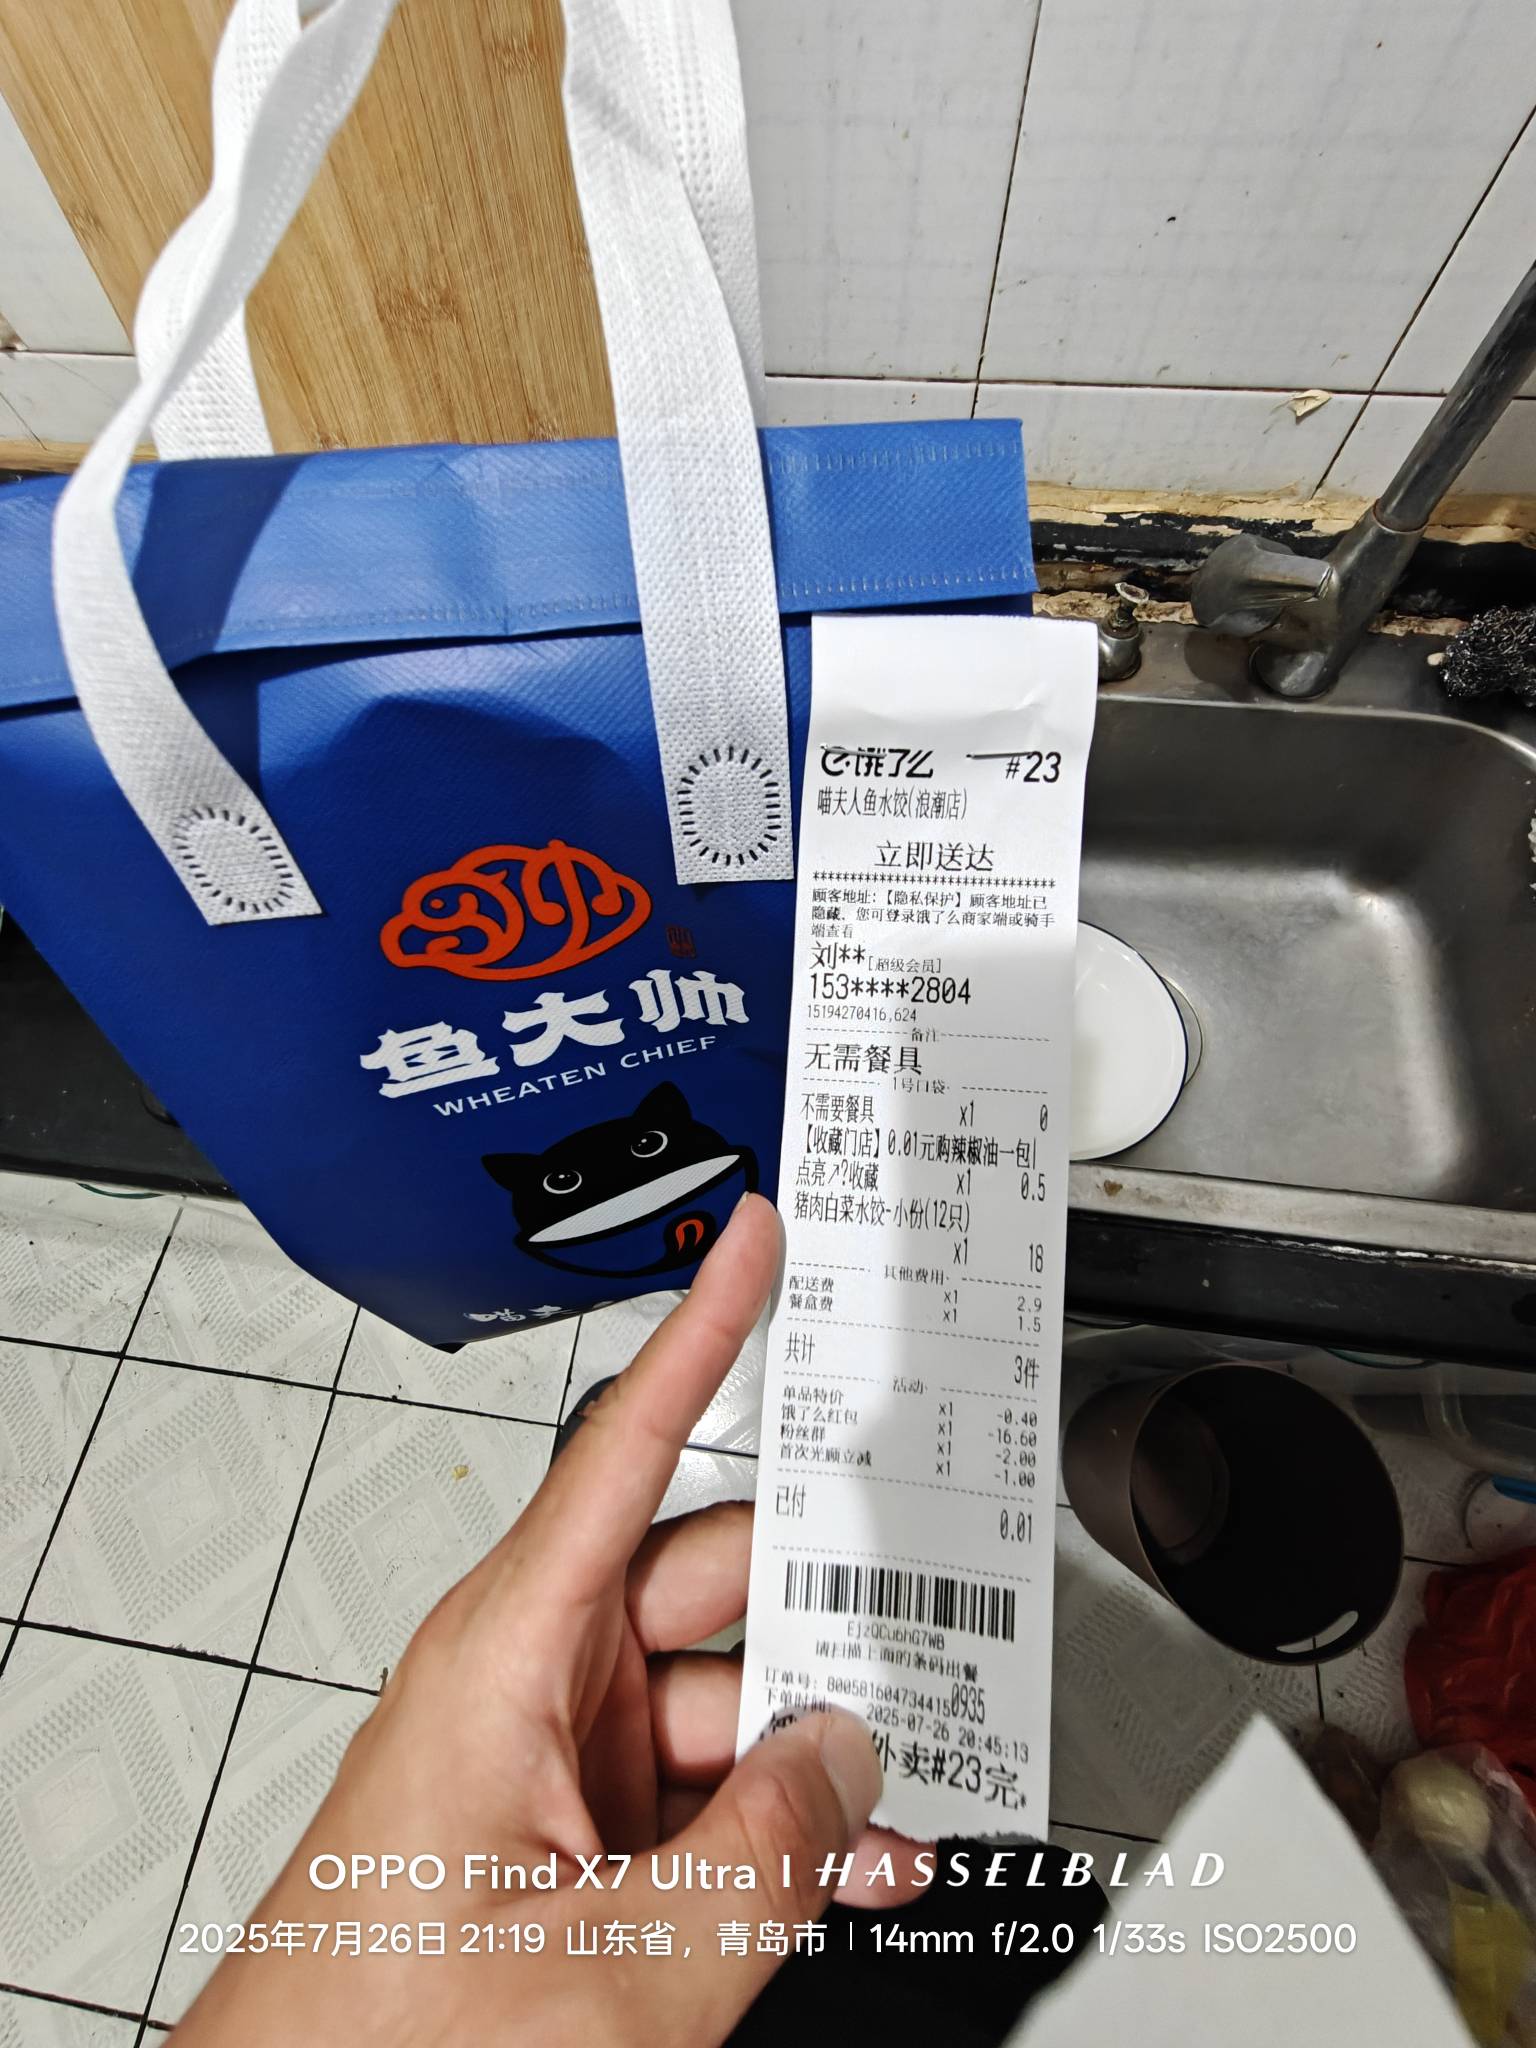 鱼大帅
WHEATEN CHIEF
喵夫
饿了么 #23
喵夫人鱼水饺(浪潮店)
立即送达
********************************
顾客地址:【隐私保护】顾客地址已
隐藏，您可登录饿了么商家端或骑手
端查看
刘**[超级会员]
153****2804
15194270416,624
备注
无需餐具
1号口袋
不需要餐具 x1 0
【收藏门店】0.01元购辣椒油一包|
点亮↗?收藏 x1 0.5
猪肉白菜水饺-小份(12只)
x1 18
其他费用
配送费 x1 2.9
餐盒费 x1 1.5
共计 3件
活动
单品特价 x1 -0.40
饿了么红包 x1 -16.60
粉丝群 x1 -2.00
首次光顾立减 x1 -1.00
已付 0.01
EjzQCu6hG7WB
请扫描上面的条码出餐
订单号: 8005816047344150935
下单时间: 2025-07-26 20:45:13
外卖#23完*
OPPO Find X7 Ultra | HASSELBLAD
2025年7月26日 21:19 山东省，青岛市 | 14mm f/2.0 1/33s ISO2500